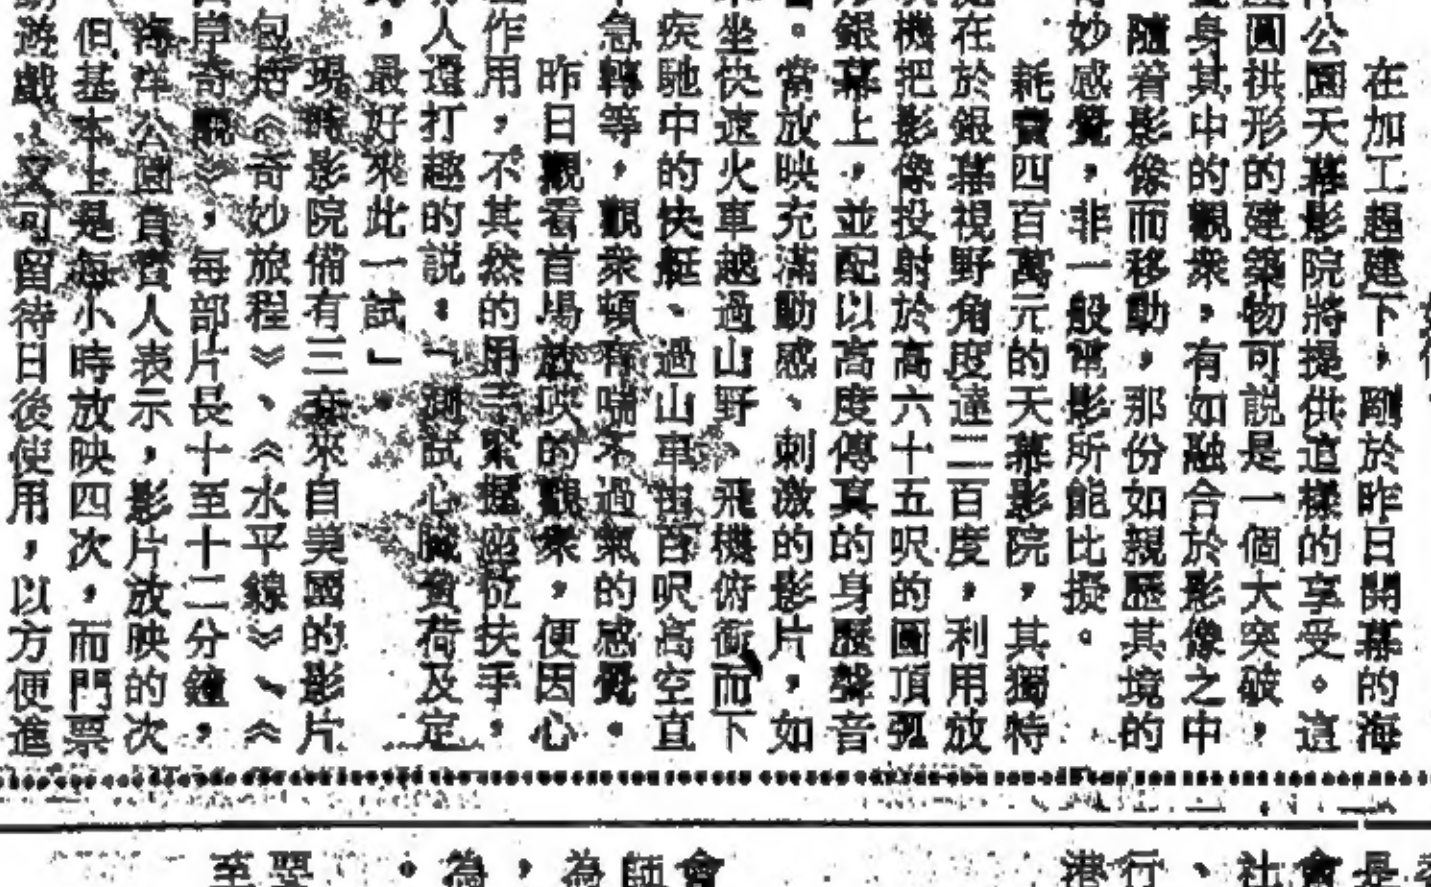 在加工趕建下，剛於昨日開幕的海
公園天幕影院將提供這樣的享受。這
圓拱形的建築物可說是一個大突破，
身其中的觀衆，有如融合於影像之中
隨着影像而移動，那份如親歷其境的
妙感覺，非一般電影所能比擬。
耗費四百萬元的天幕影院，其獨特
在於銀幕視野角度達二百度，利用放
機把影像投射於高六十五呎的圓頂弧
銀幕上，並配以高度傳真的身歷聲音
。當放映充滿動感、刺激的影片，如
坐快速火車越過山野、飛機俯衝而下
疾馳中的快艇、過山車由百呎高空直
急轉等，觀衆頓有喘不過氣的感覺。
昨日觀看首場放映的觀衆，便因心
作用，不其然的用手緊握座位扶手，
人還打趣的說：「測試心臟負荷及定
，最好來此一試」。
現時影院備有三套來自美國的影片
包括《奇妙旅程》、《水平線》、《
岸奇觀》，每部片長十至十二分鐘，
海洋公園負責人表示，影片放映的次
但基本上是每小時放映四次，而門票
遊戲，又可留待日後使用，以方便進
是會社、行港
會師為，為。